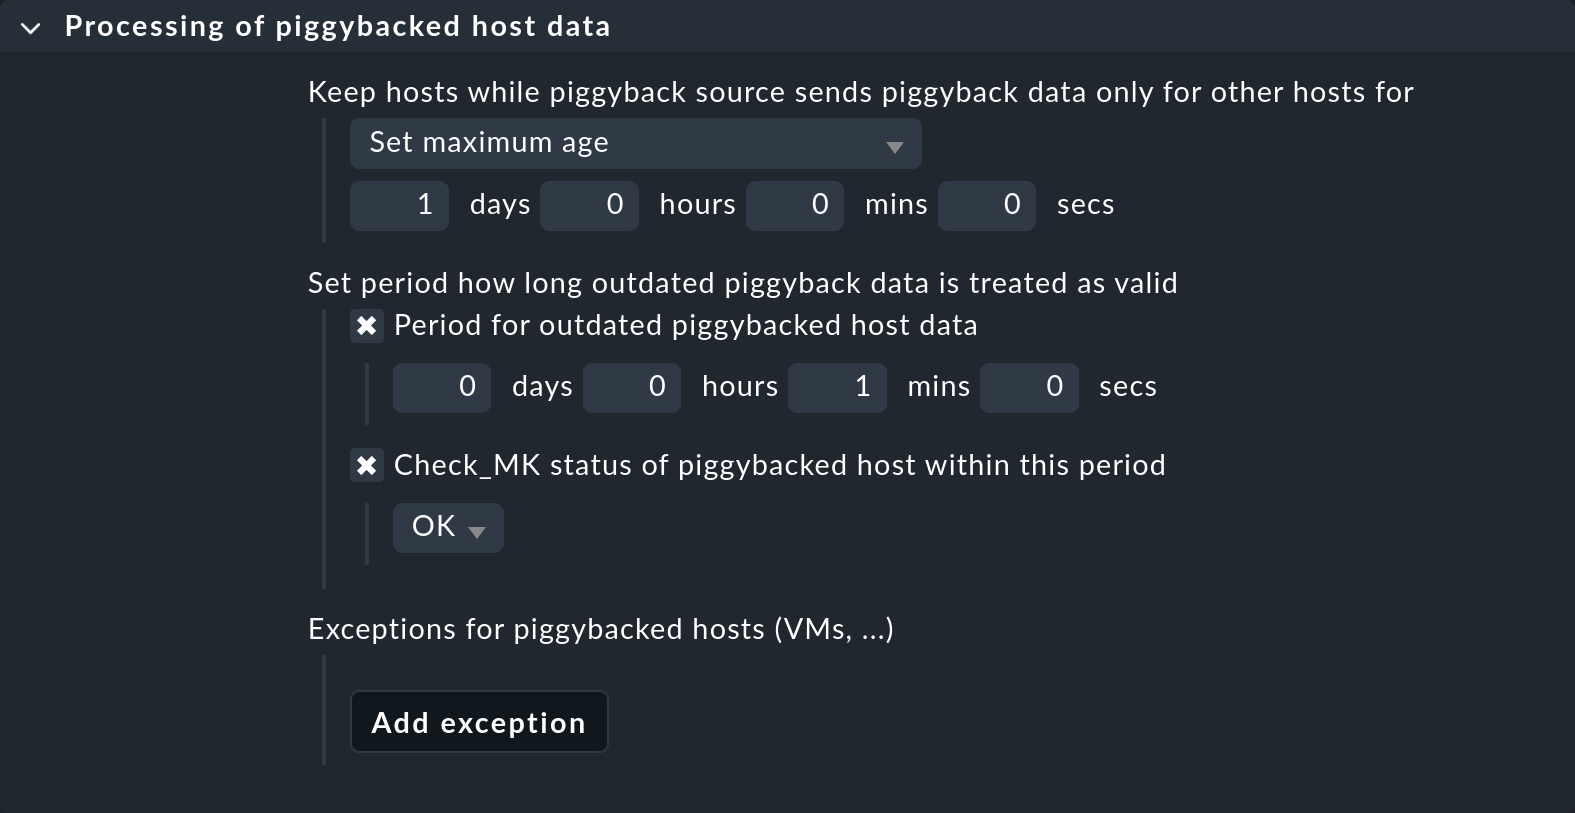 Processing of piggybacked host data
Keep hosts while piggyback source sends piggyback data only for other hosts for
Set maximum age
1 days 0 hours 0 mins 0 secs
Set period how long outdated piggyback data is treated as valid
Period for outdated piggybacked host data
0 days 0 hours 1 mins 0 secs
Check_MK status of piggybacked host within this period
OK
Exceptions for piggybacked hosts (VMs, ...)
Add exception